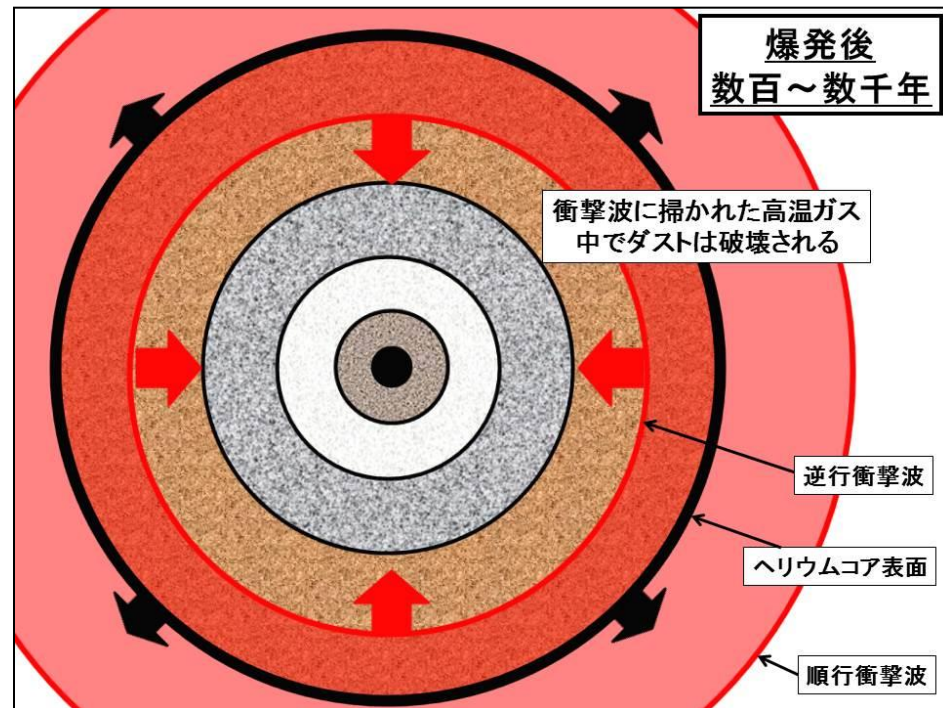 爆発後
数百～数千年
衝撃波に掃かれた高温ガス
中でダストは破壊される
逆行衝撃波
ヘリウムコア表面
順行衝撃波